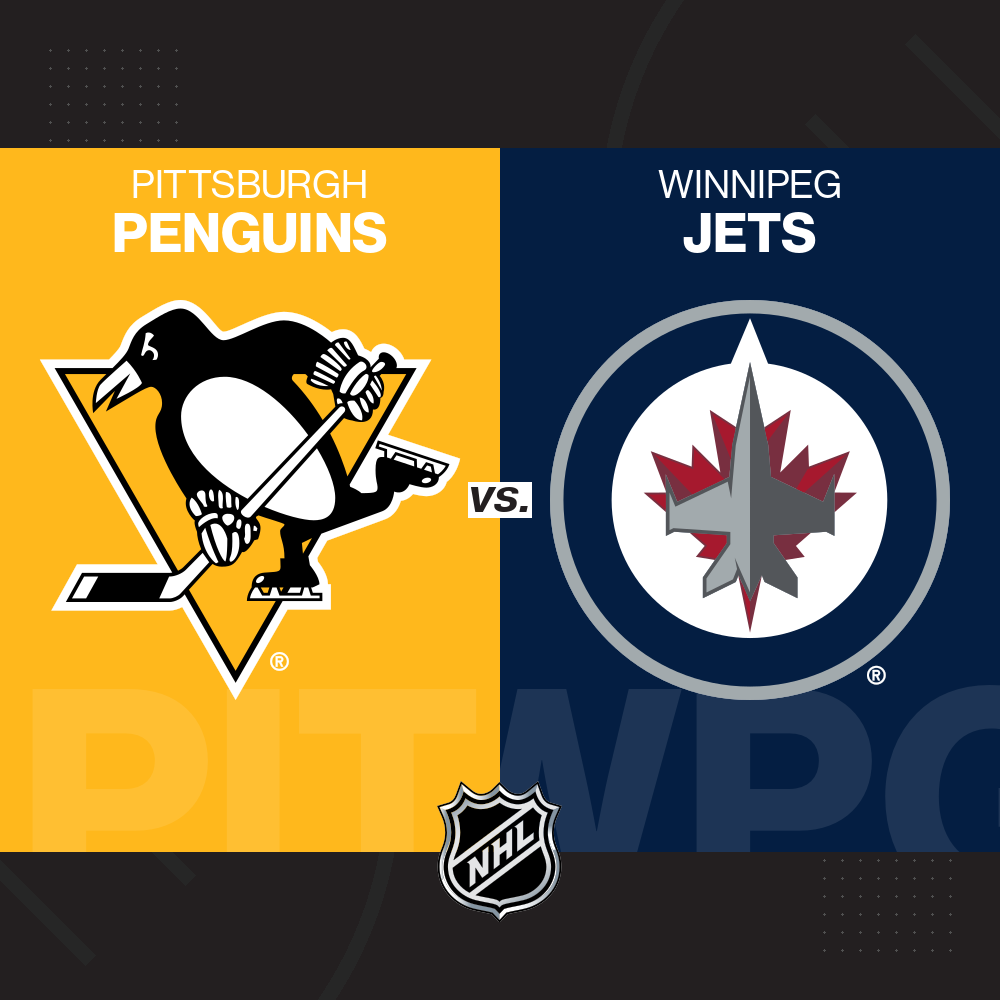 PITTSBURGH
PENGUINS
WINNIPEG
JETS
VS.
®
®
PIT
WPG
NHL